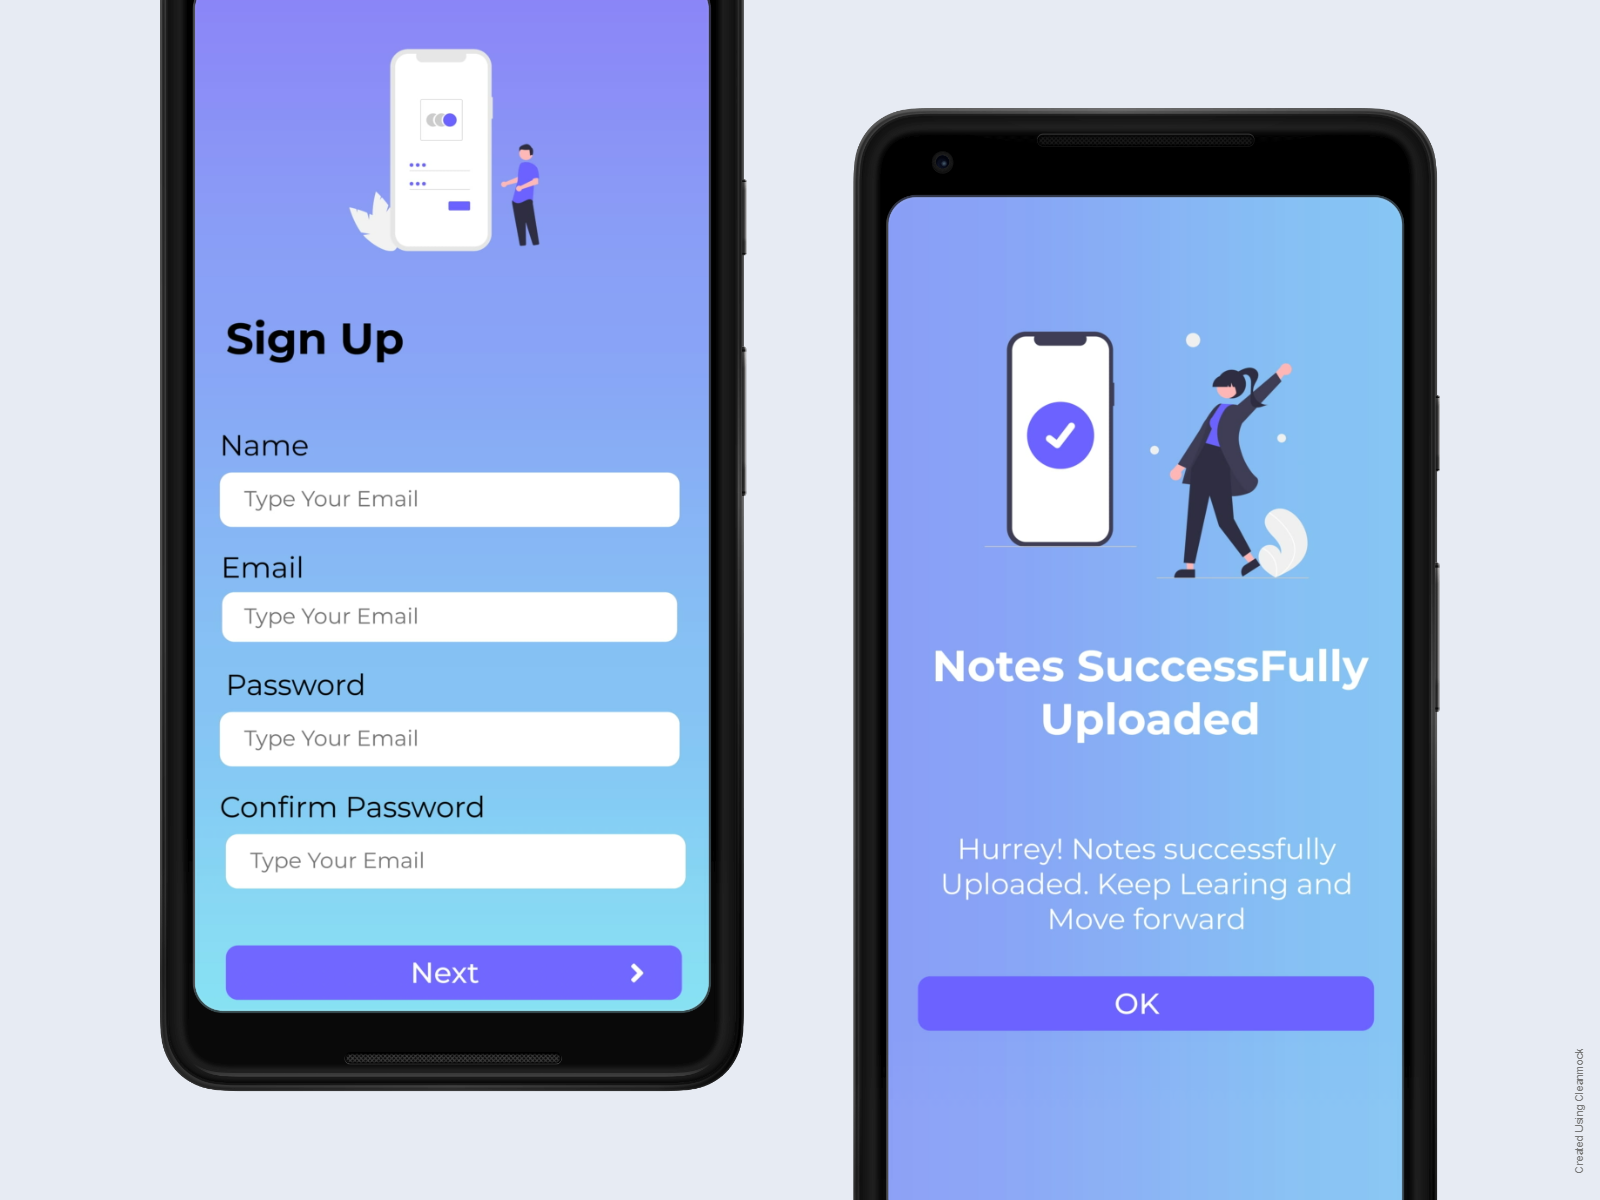 Sign Up
Name
Type Your Email
Email
Type Your Email
Password
Type Your Email
Confirm Password
Type Your Email
Next
Notes SuccessFully
Uploaded
Hurrey! Notes successfully
Uploaded. Keep Learing and
Move forward
OK
Created Using Cleanmock